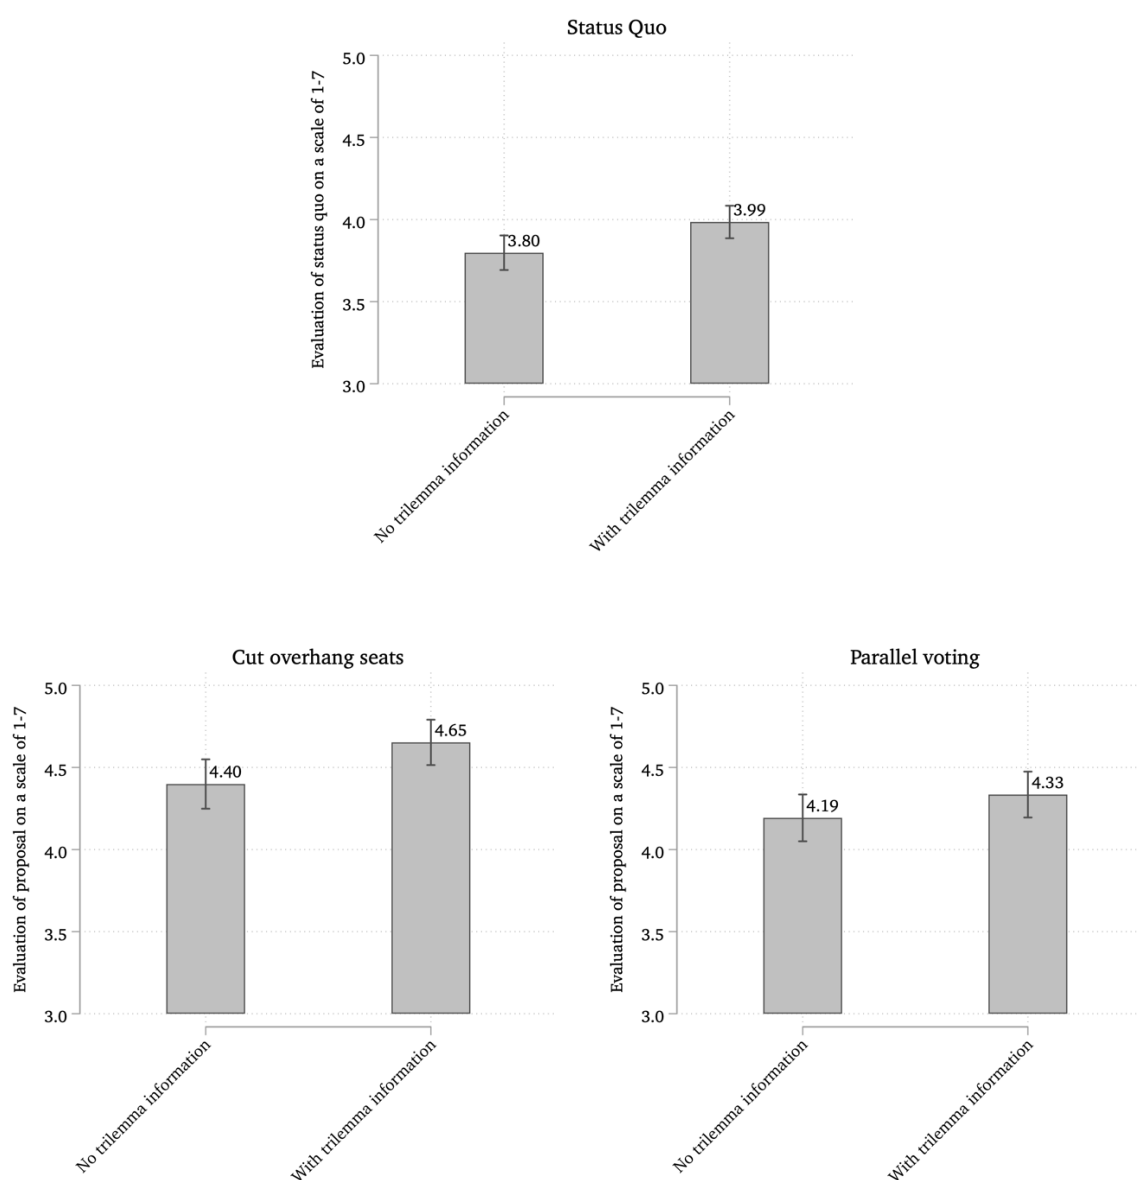 Status Quo
Evaluation of status quo on a scale of 1-7
5.0
4.5
4.0
3.5
3.0
3.80
3.99
No trilemma information
With trilemma information
Cut overhang seats
Evaluation of proposal on a scale of 1-7
5.0
4.5
4.0
3.5
3.0
4.40
4.65
No trilemma information
With trilemma information
Parallel voting
Evaluation of proposal on a scale of 1-7
5.0
4.5
4.0
3.5
3.0
4.19
4.33
No trilemma information
With trilemma information